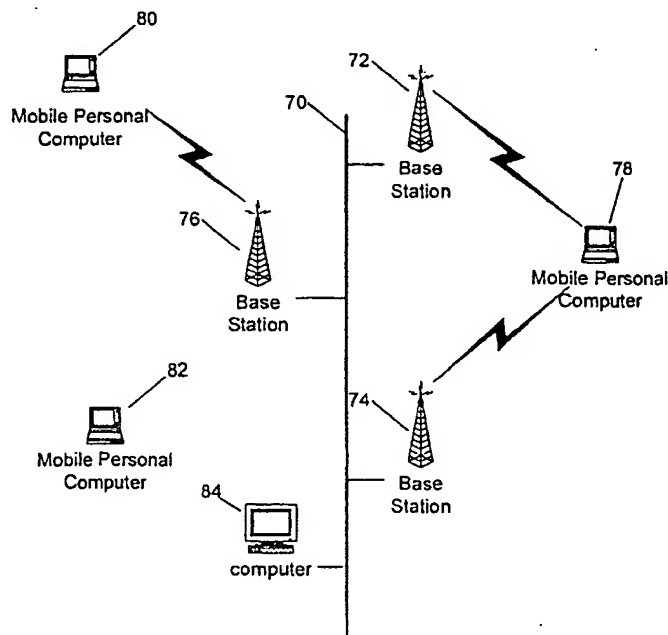 80
Mobile Personal
Computer
72
70
Base
Station
78
Mobile Personal
Computer
76
Base
Station
82
Mobile Personal
Computer
74
Base
Station
84
computer